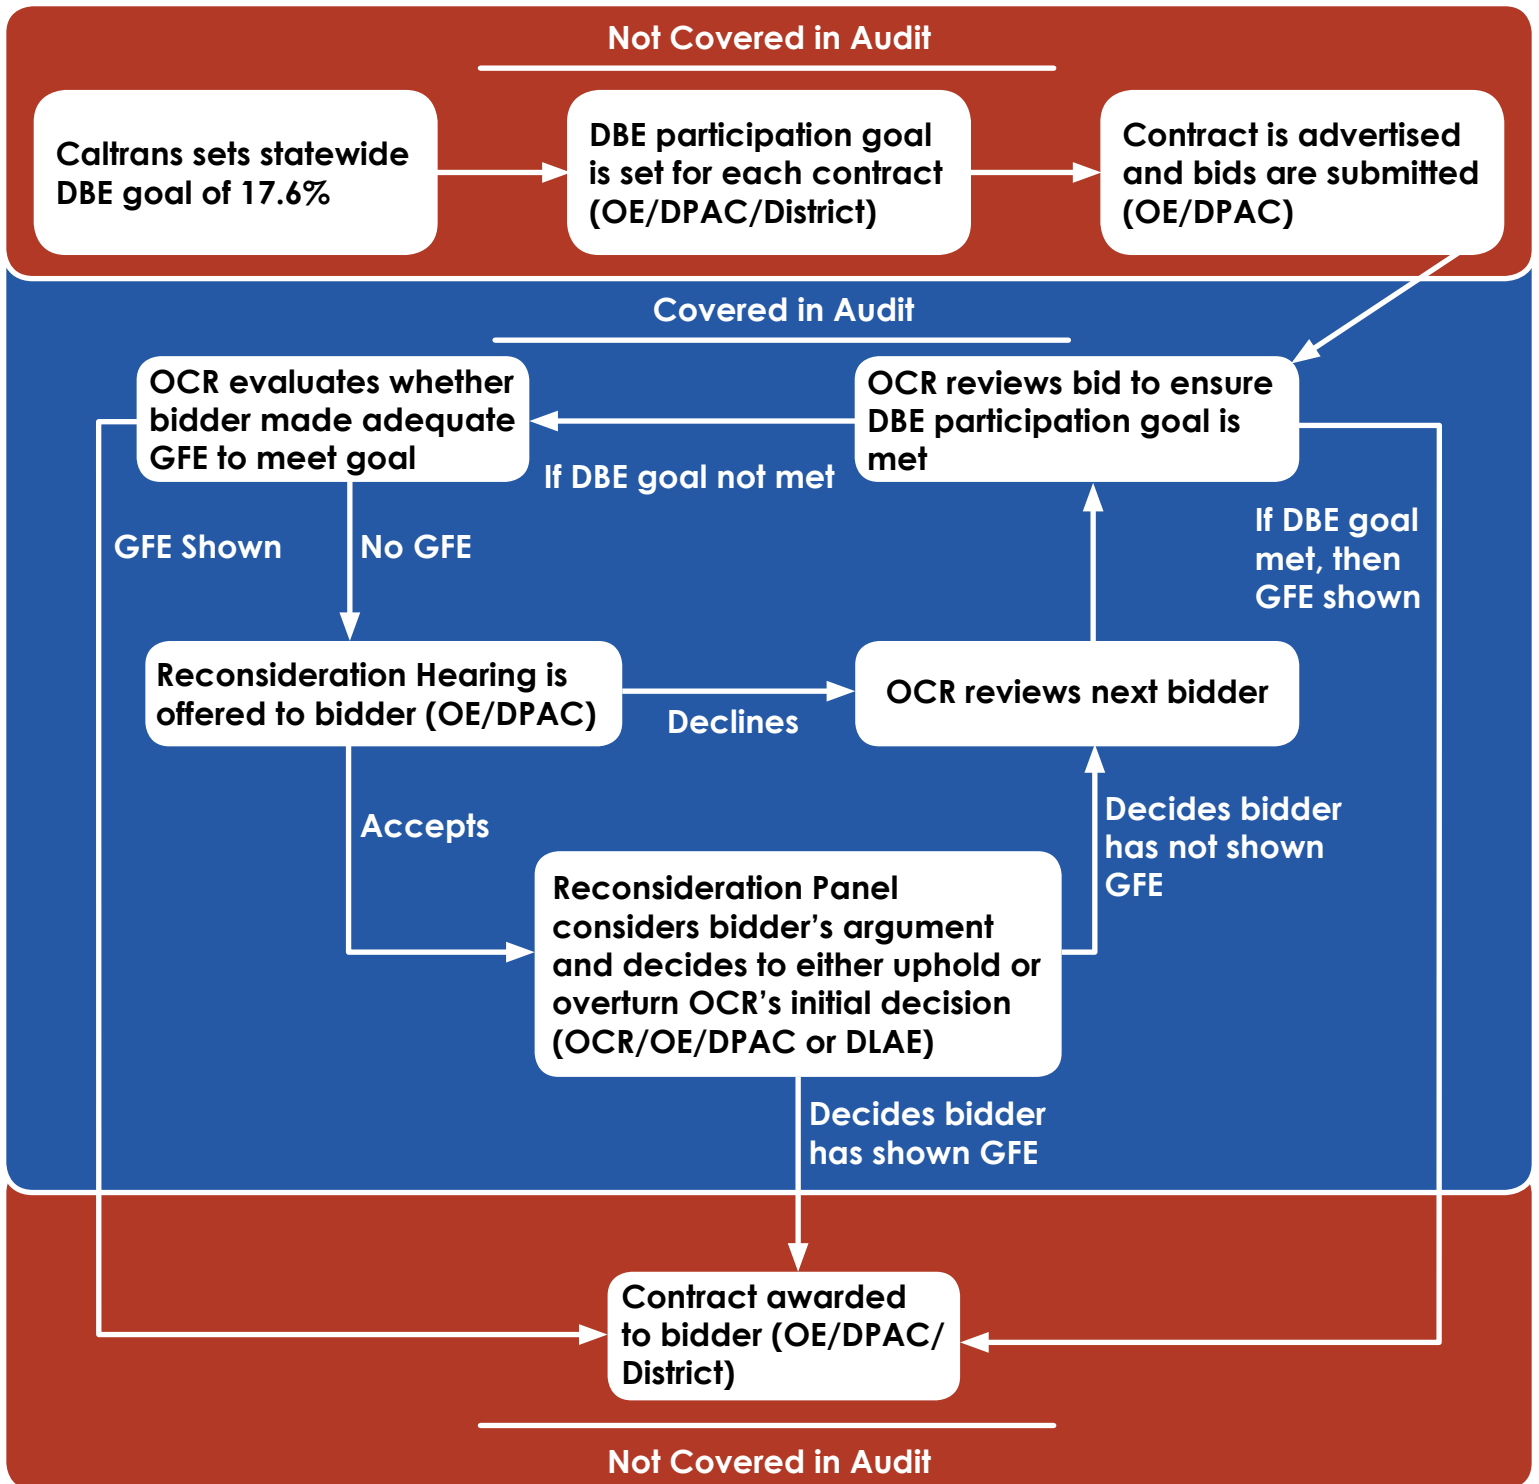 Not Covered in Audit
Caltrans sets statewide
DBE goal of 17.6%
DBE participation goal
is set for each contract
(OE/DPAC/District)
Contract is advertised
and bids are submitted
(OE/DPAC)
Covered in Audit
OCR evaluates whether
bidder made adequate
GFE to meet goal
OCR reviews bid to ensure
DBE participation goal is
met
If DBE goal not met
GFE Shown
No GFE
If DBE goal
met, then
GFE shown
Reconsideration Hearing is
offered to bidder (OE/DPAC)
Declines
OCR reviews next bidder
Accepts
Decides bidder
has not shown
GFE
Reconsideration Panel
considers bidder’s argument
and decides to either uphold or
overturn OCR’s initial decision
(OCR/OE/DPAC or DLAE)
Decides bidder
has shown GFE
Contract awarded
to bidder (OE/DPAC/
District)
Not Covered in Audit